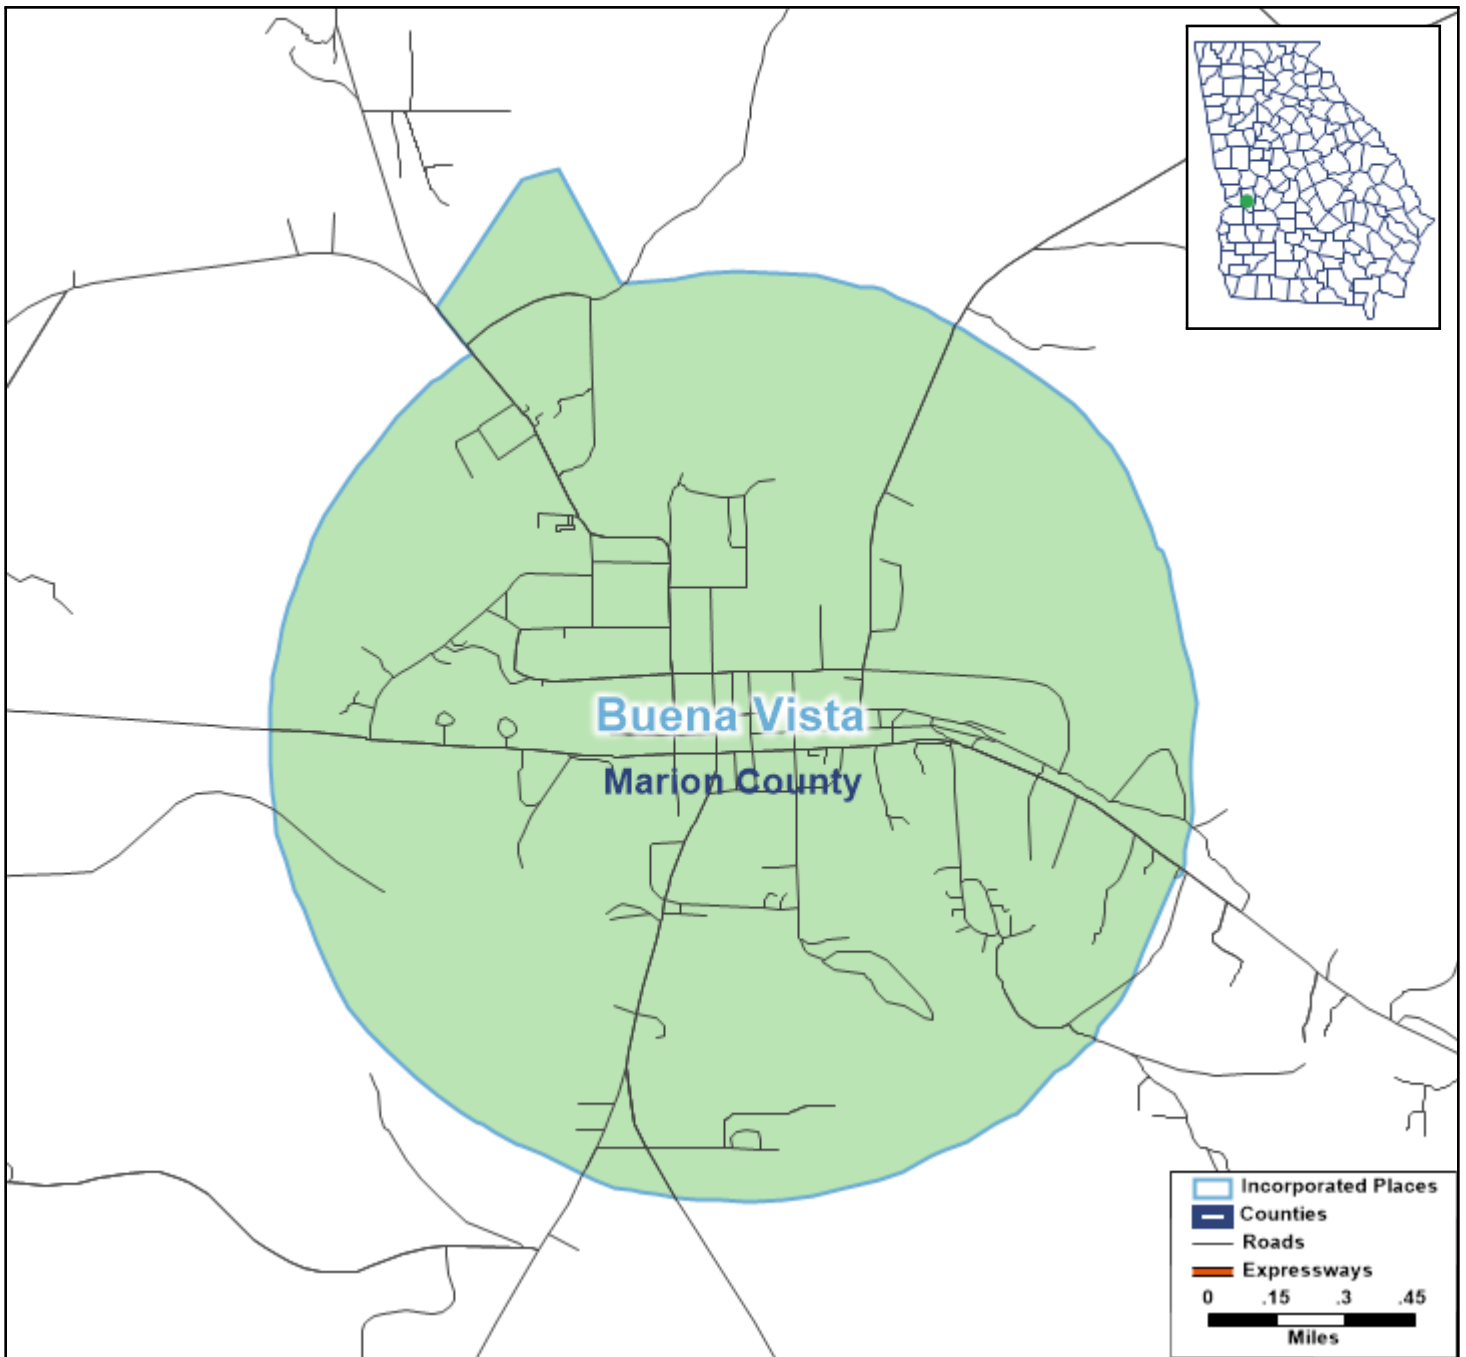 Buena Vista
Marion County
Incorporated Places
Counties
Roads
Expressways
0 .15 .3 .45
Miles